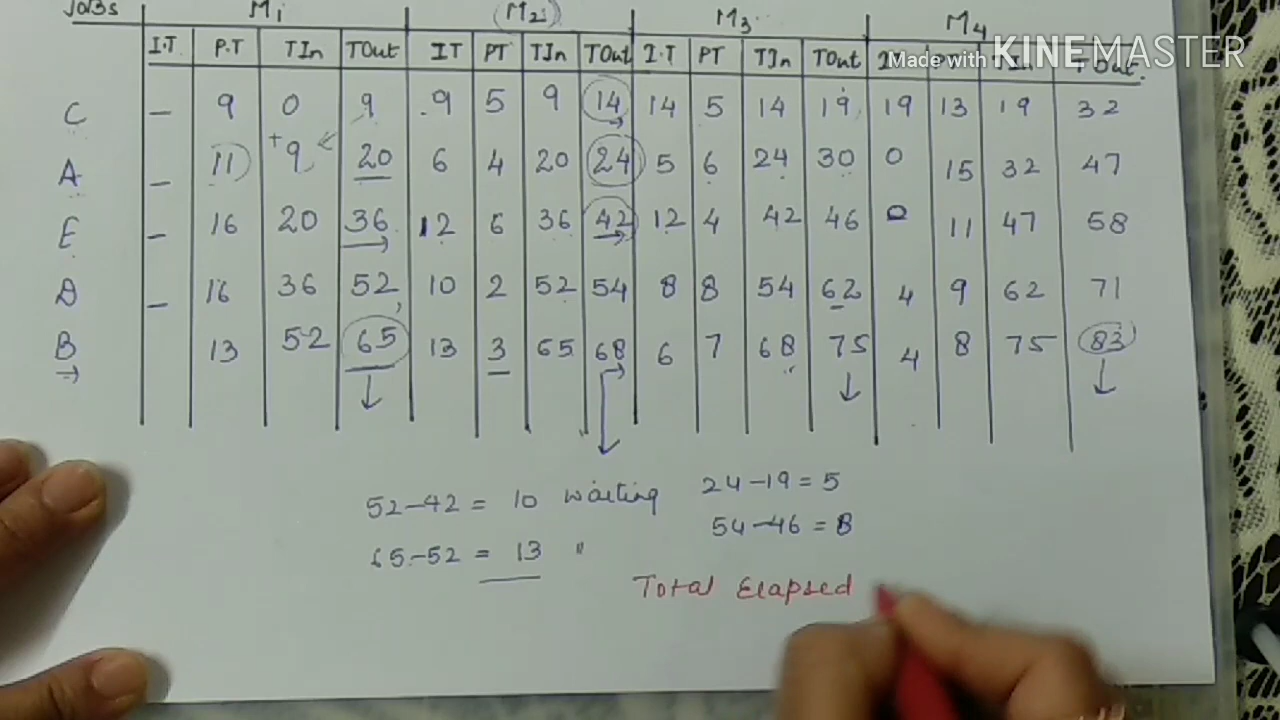 JOBS M1 M2 M3 M4
I.T P.T TIn TOut IT PT TIn TOut I.T PT TIn TOut TOut
Made with KINEMASTER
C – 9 0 9 9 5 9 14 14 5 14 19 19 13 19 32
A – 11 + 9 20 6 4 20 24 5 6 24 30 0 15 32 47
E – 16 20 36 12 6 36 42 12 4 42 46 0 11 47 58
D – 16 36 52 10 2 52 54 8 8 54 62 4 9 62 71
B 13 52 65 13 3 65 68 6 7 68 75 4 8 75 83
52-42 = 10 waiting 24-19 = 5
54-46 = 8
65-52 = 13 "
Total Elapsed